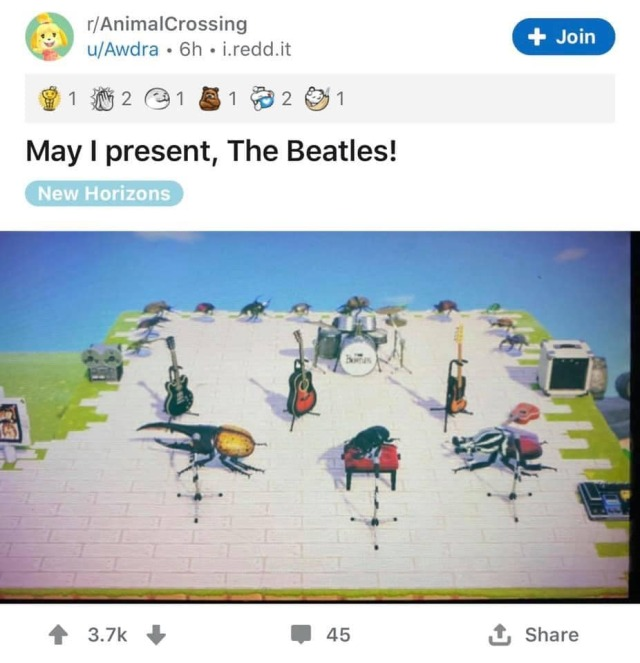 r/AnimalCrossing
u/Awdra • 6h • i.redd.it
+ Join
1 2 1 1 2 1
May I present, The Beatles!
New Horizons
3.7k
45
Share